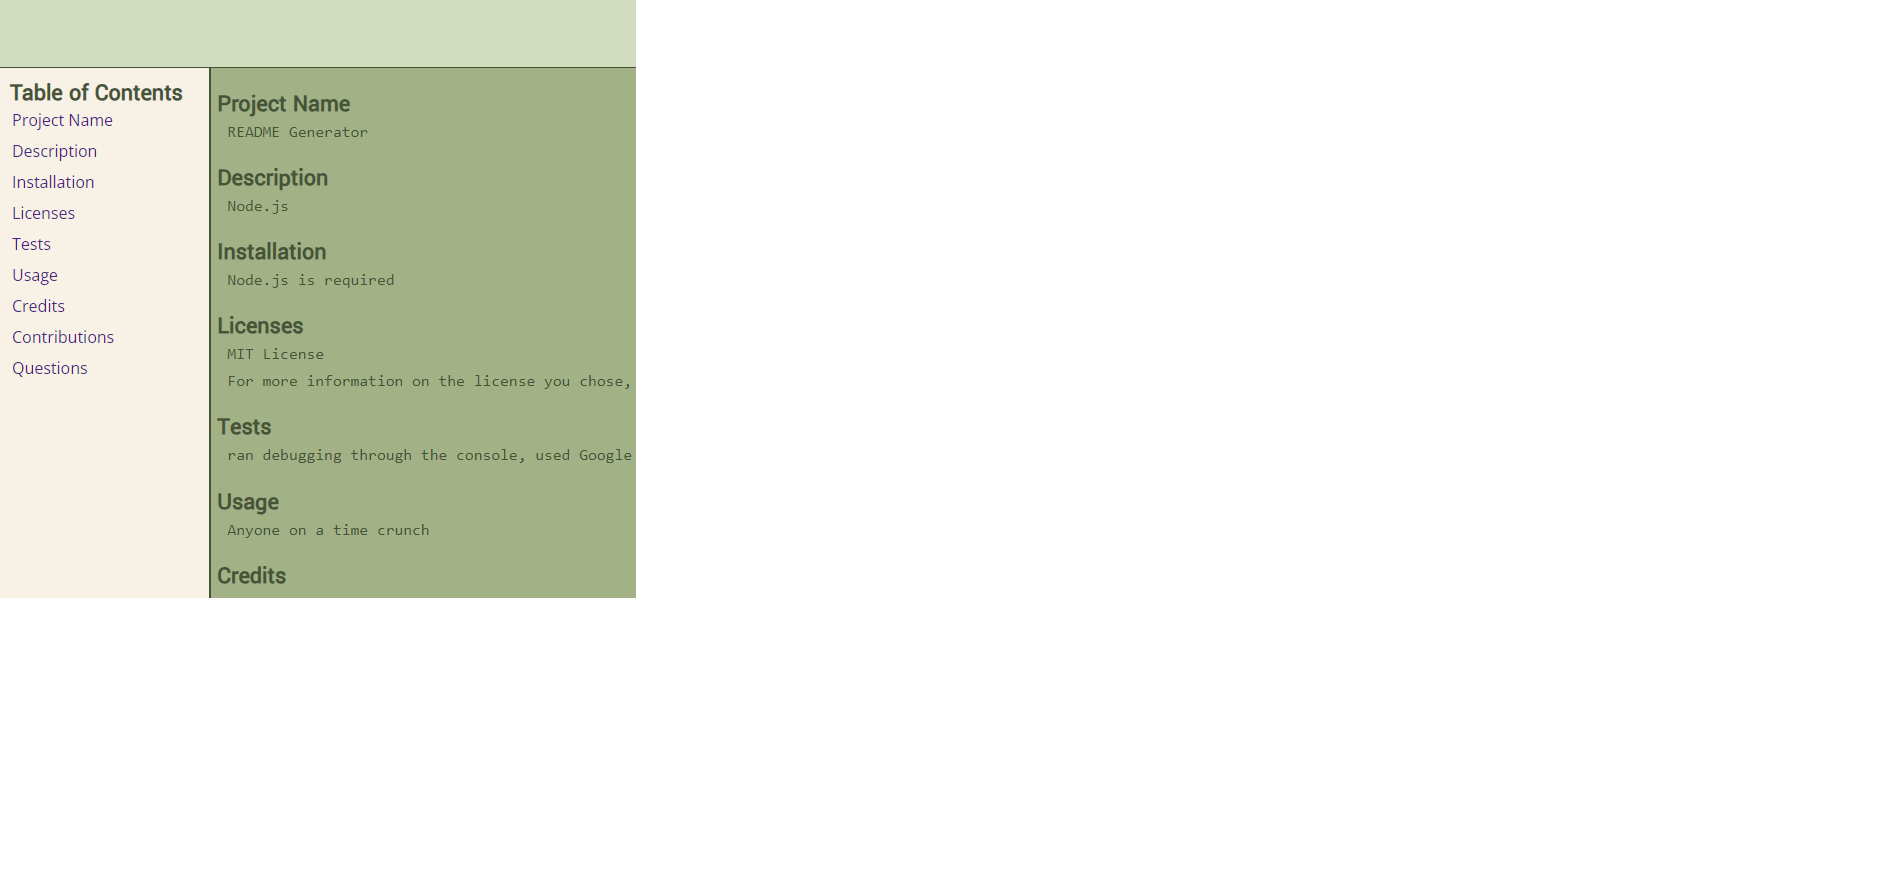 Table of Contents
Project Name
Description
Installation
Licenses
Tests
Usage
Credits
Contributions
Questions
Project Name
README Generator
Description
Node.js
Installation
Node.js is required
Licenses
MIT License
For more information on the license you chose,
Tests
ran debugging through the console, used Google
Usage
Anyone on a time crunch
Credits